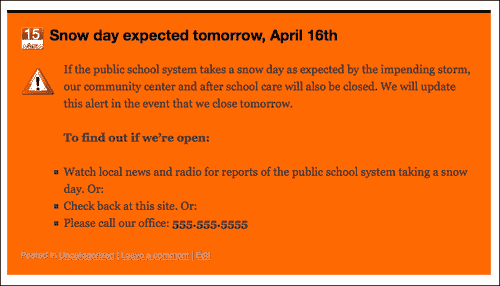 15
Apr
Snow day expected tomorrow, April 16th
If the public school system takes a snow day as expected by the impending storm,
our community center and after school care will also be closed. We will update
this alert in the event that we close tomorrow.
To find out if we're open:
Watch local news and radio for reports of the public school system taking a snow
day. Or:
Check back at this site. Or:
Please call our office: 555.555.5555
Posted in Uncategorized | Leave a comment | Edit